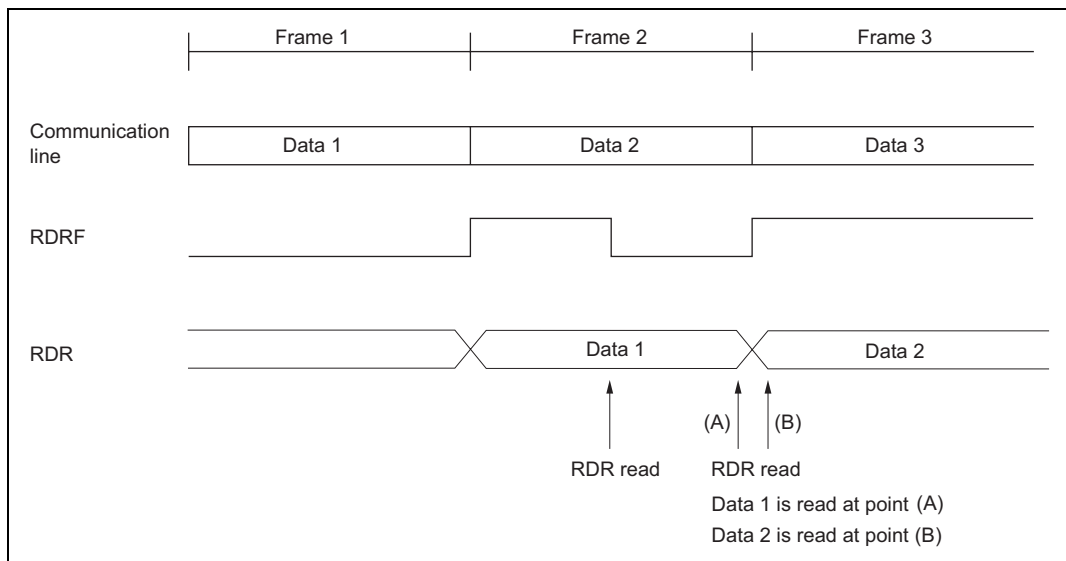 Frame 1
Frame 2
Frame 3
Communication
line
Data 1
Data 2
Data 3
RDRF
RDR
Data 1
Data 2
(A)
(B)
RDR read
RDR read
Data 1 is read at point (A)
Data 2 is read at point (B)